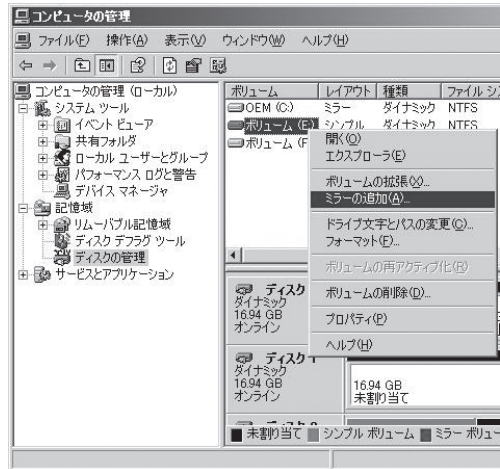 コンピュータの管理
ファイル(F) 操作(A) 表示(V) ウィンドウ(W) ヘルプ(H)
コンピュータの管理 (ローカル)
システム ツール
イベント ビューア
共有フォルダ
ローカル ユーザーとグループ
パフォーマンス ログと警告
デバイス マネージャ
記憶域
リムーバブル記憶域
ディスク デフラグ ツール
ディスクの管理
サービスとアプリケーション
ボリューム レイアウト 種類 ファイル シ
OEM (C:) ミラー ダイナミック NTFS
ボリューム (E) シンプル ダイナミック NTFS
ボリューム (F
開く(O)
エクスプローラ(E)
ボリュームの拡張(X)...
ミラーの追加(A)...
ドライブ文字とパスの変更(C)...
フォーマット(F)...
ボリュームの再アクティブ化(R)
ボリュームの削除(D)...
プロパティ(P)
ヘルプ(H)
ディスク
ダイナミック
16.94 GB
オンライン
ディスク 1
ダイナミック
16.94 GB
オンライン
16.94 GB
未割り当て
未割り当て シンプル ボリューム ミラー ボリュー